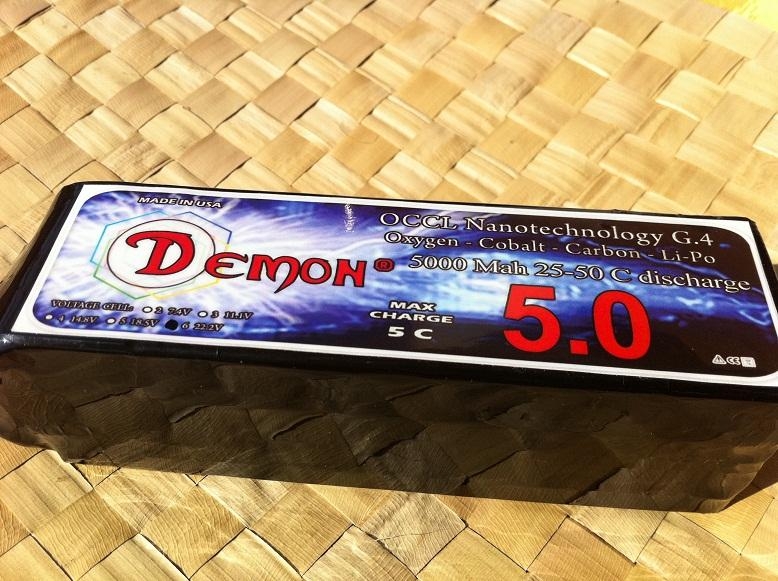 MADE IN USA
DEMON®
OCCL Nanotechnology G.4
Oxygen - Cobalt - Carbon - Li-Po
5000 Mah 25-50 C discharge
5.0
MAX
CHARGE
5 C
VOLTAGE CELL: 2 7.4V 3 11.1V
4 14.8V 5 18.5V 6 22.2V
CE